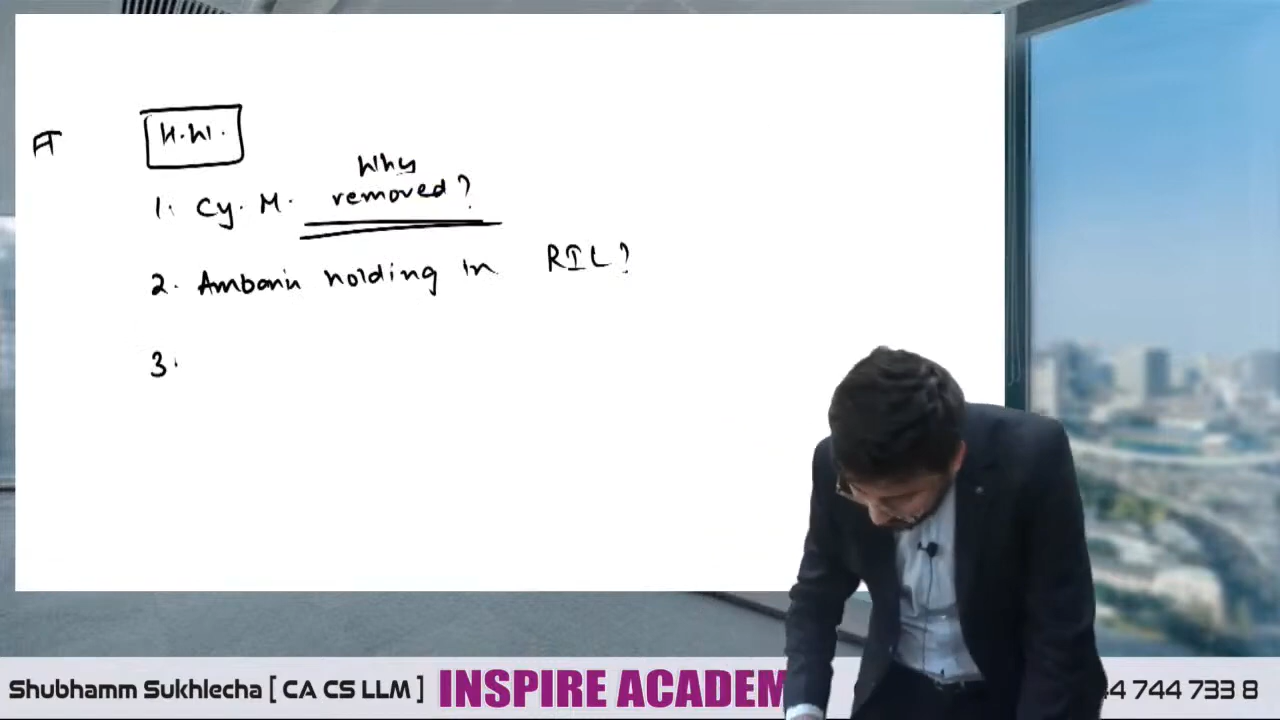 H.W.
Why
1. Cy. M. removed?
2. Ambani holding in RIL?
3.
Shubhamm Sukhlecha [ CA CS LLM ] INSPIRE ACADEM 44 744 733 8